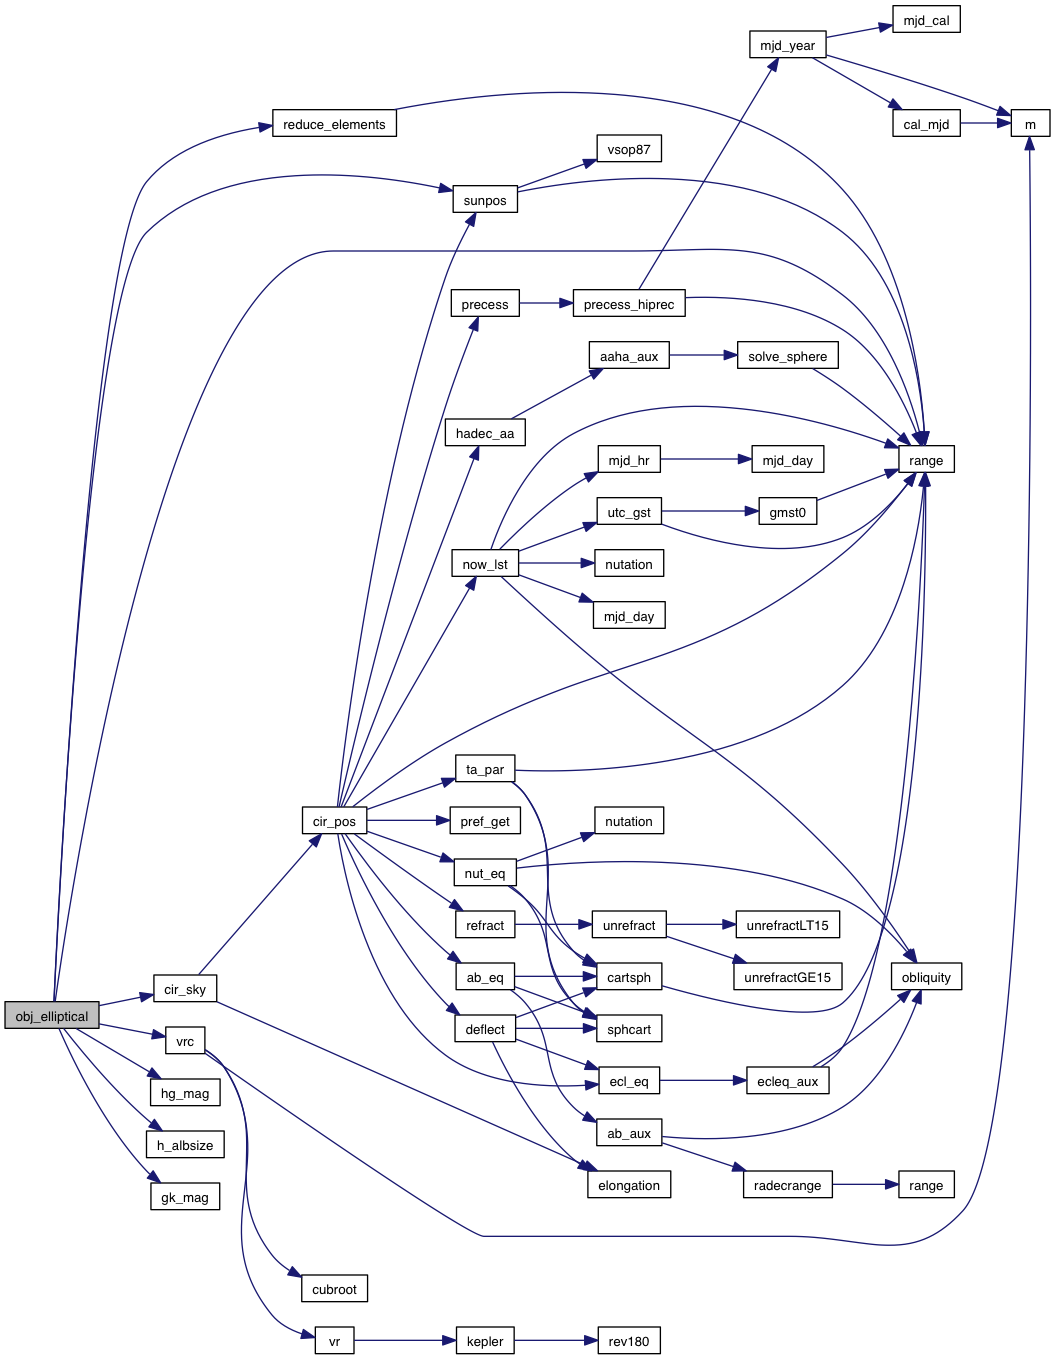 mjd_cal
mjd_year
cal_mjd
m
reduce_elements
vsop87
sunpos
precess
precess_hiprec
aaha_aux
solve_sphere
hadec_aa
mjd_hr
mjd_day
range
utc_gst
gmst0
now_lst
nutation
mjd_day
ta_par
cir_pos
pref_get
nutation
nut_eq
refract
unrefract
unrefractLT15
cir_sky
ab_eq
cartsph
unrefractGE15
obliquity
obj_elliptical
vrc
deflect
sphcart
hg_mag
ecl_eq
ecleq_aux
h_albsize
ab_aux
gk_mag
elongation
radecrange
range
cubroot
vr
kepler
rev180